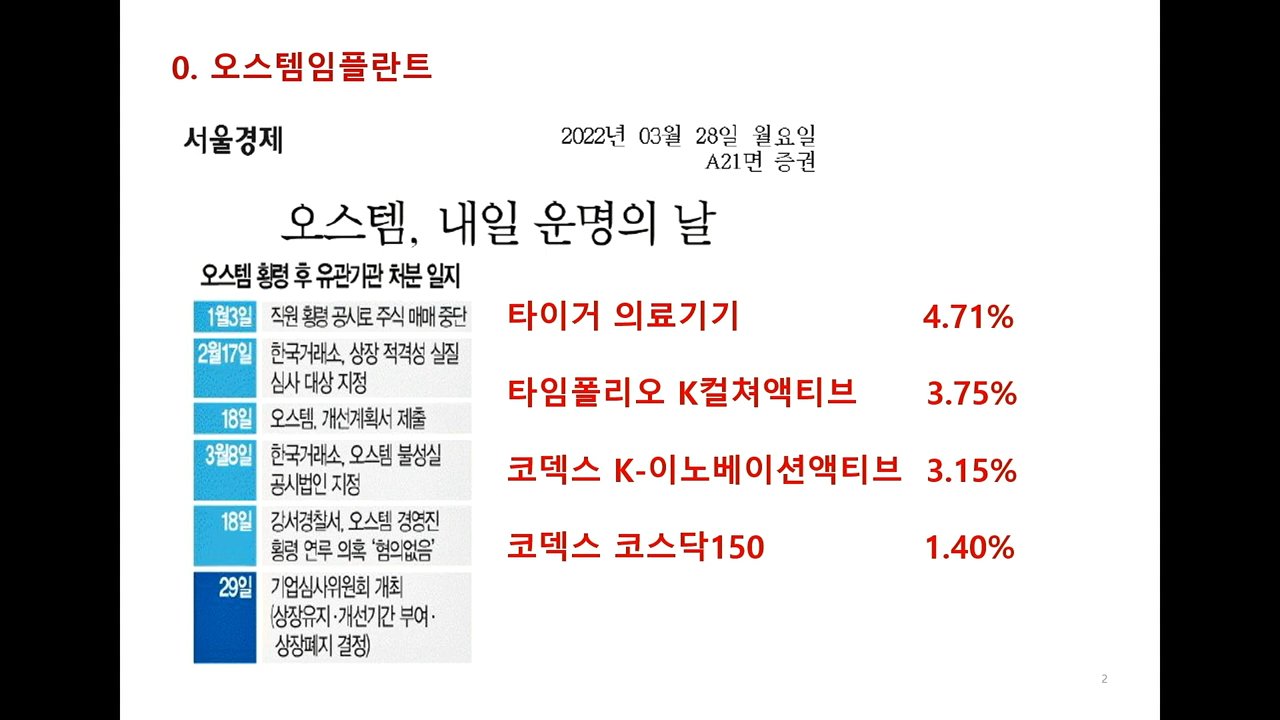 0. 오스템임플란트
서울경제
2022년 03월 28일 월요일
A21면 증권
오스템, 내일 운명의 날
오스템 횡령 후 유관기관 처분 일지
1월3일 직원 횡령 공시로 주식 매매 중단
2월17일 한국거래소, 상장 적격성 실질
심사 대상 지정
18일 오스템, 개선계획서 제출
3월8일 한국거래소, 오스템 불성실
공시법인 지정
18일 강서경찰서, 오스템 경영진
횡령 연루 의혹 ‘혐의없음’
29일 기업심사위원회 개최
(상장유지·개선기간 부여·
상장폐지 결정)
타이거 의료기기 4.71%
타임폴리오 K컬쳐액티브 3.75%
코덱스 K-이노베이션액티브 3.15%
코덱스 코스닥150 1.40%
2